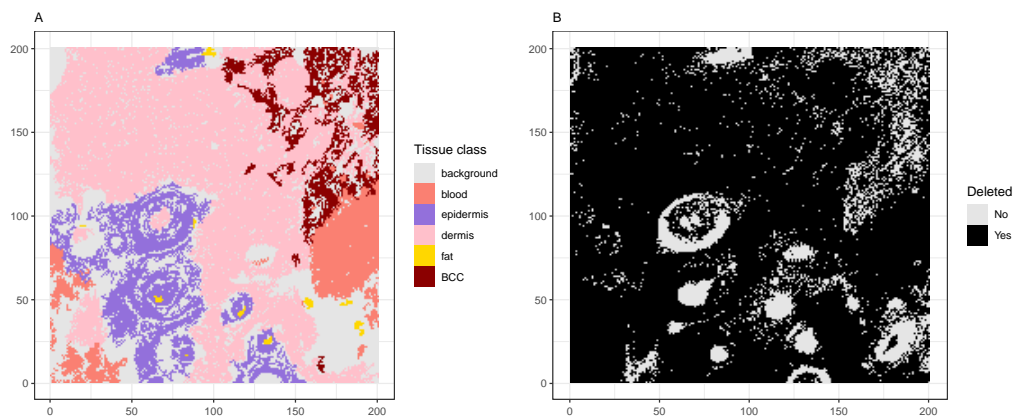 A
200
150
100
50
0
0 50 100 150 200
Tissue class
background
blood
epidermis
dermis
fat
BCC
B
200
150
100
50
0
0 50 100 150 200
Deleted
No
Yes